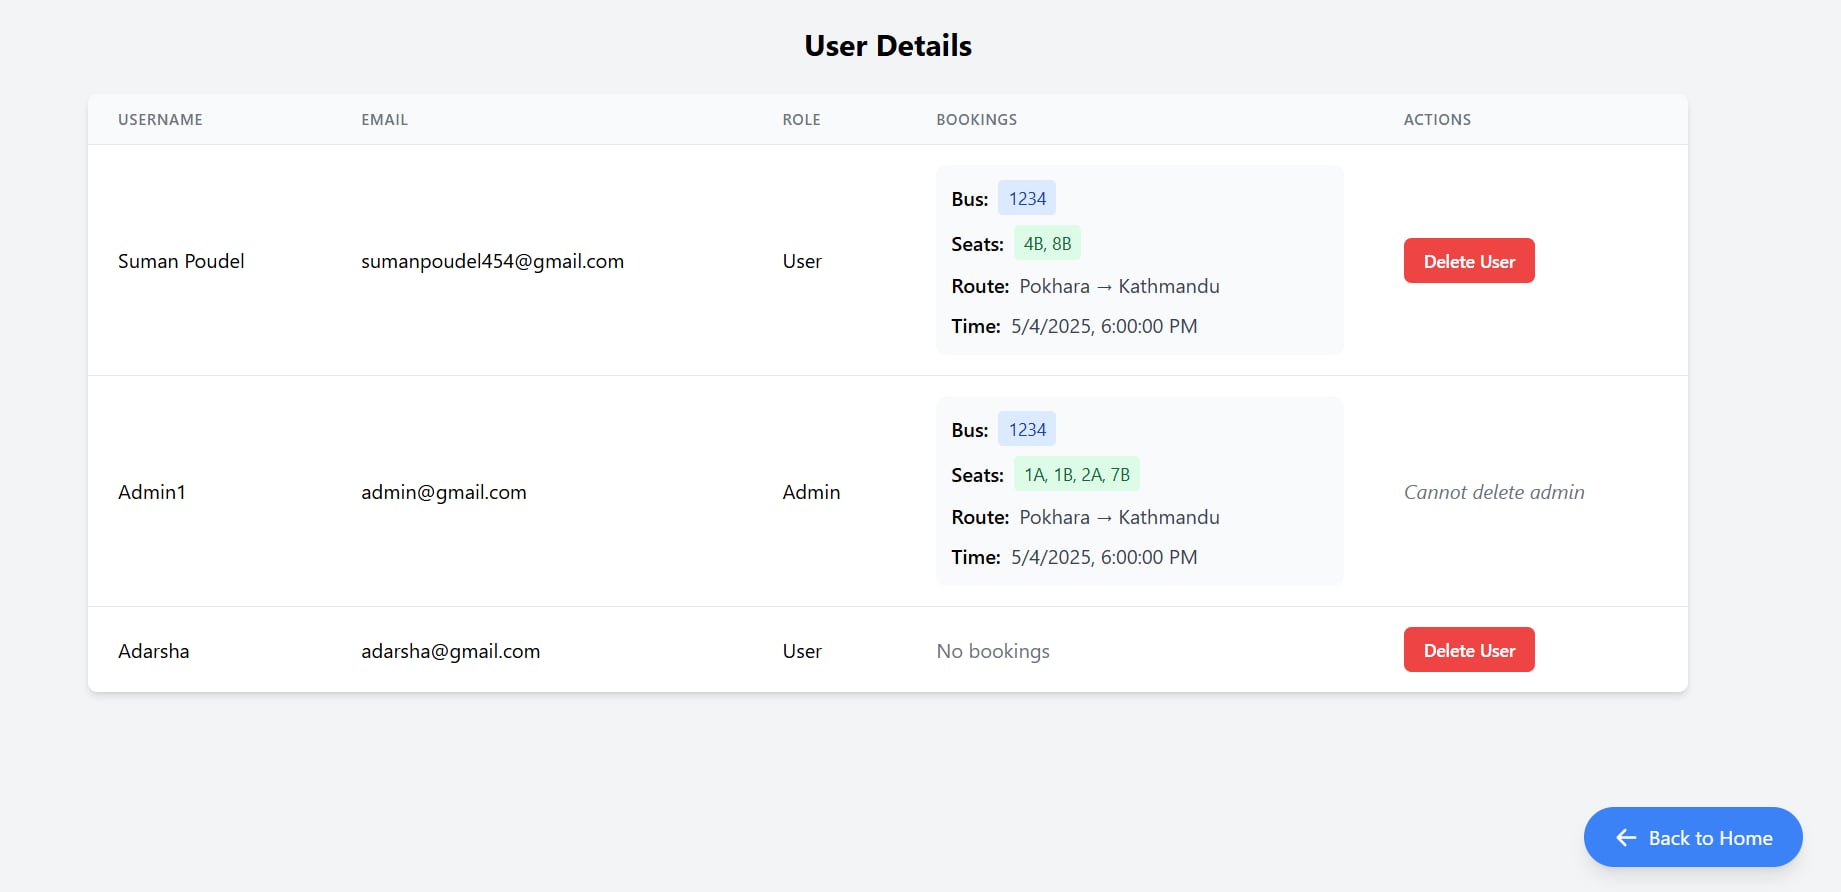 User Details
USERNAME EMAIL ROLE BOOKINGS ACTIONS
Suman Poudel sumanpoudel454@gmail.com User
Bus: 1234
Seats: 4B, 8B
Route: Pokhara → Kathmandu
Time: 5/4/2025, 6:00:00 PM
Delete User
Admin1 admin@gmail.com Admin
Bus: 1234
Seats: 1A, 1B, 2A, 7B
Route: Pokhara → Kathmandu
Time: 5/4/2025, 6:00:00 PM
Cannot delete admin
Adarsha adarsha@gmail.com User No bookings Delete User
← Back to Home